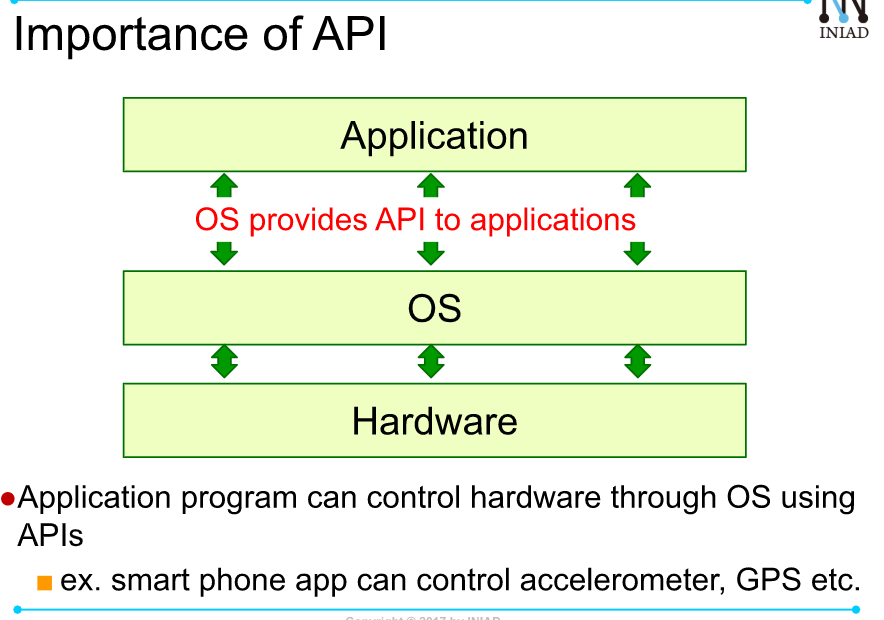 Importance of API
INIAD
Application
OS provides API to applications
OS
Hardware
●Application program can control hardware through OS using
APIs
■ ex. smart phone app can control accelerometer, GPS etc.
Copyright © 2017 by INIAD